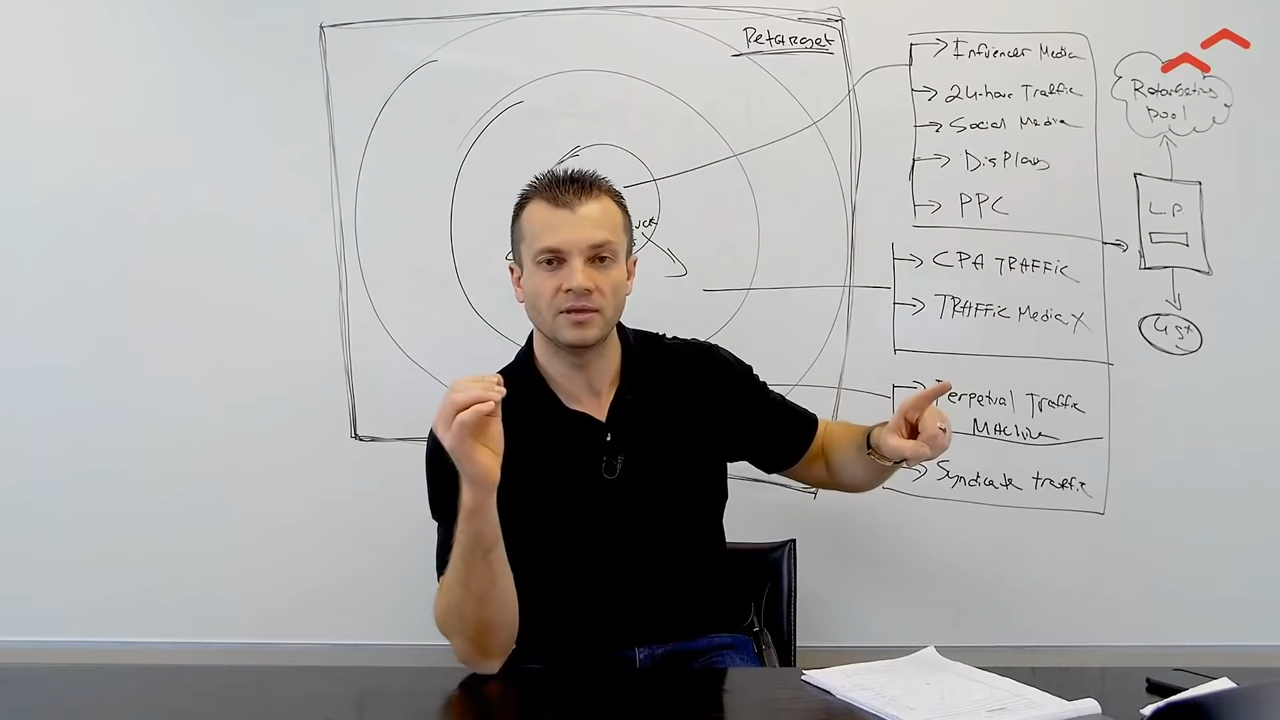 Retarget
Influencer Media
24-hour Traffic
Social Media
Display
PPC
CPA TRAFFIC
TRAFFIC Media X
Perpetual Traffic
MACHINE
Syndicate traffic
Retargeting
Pool
L.P